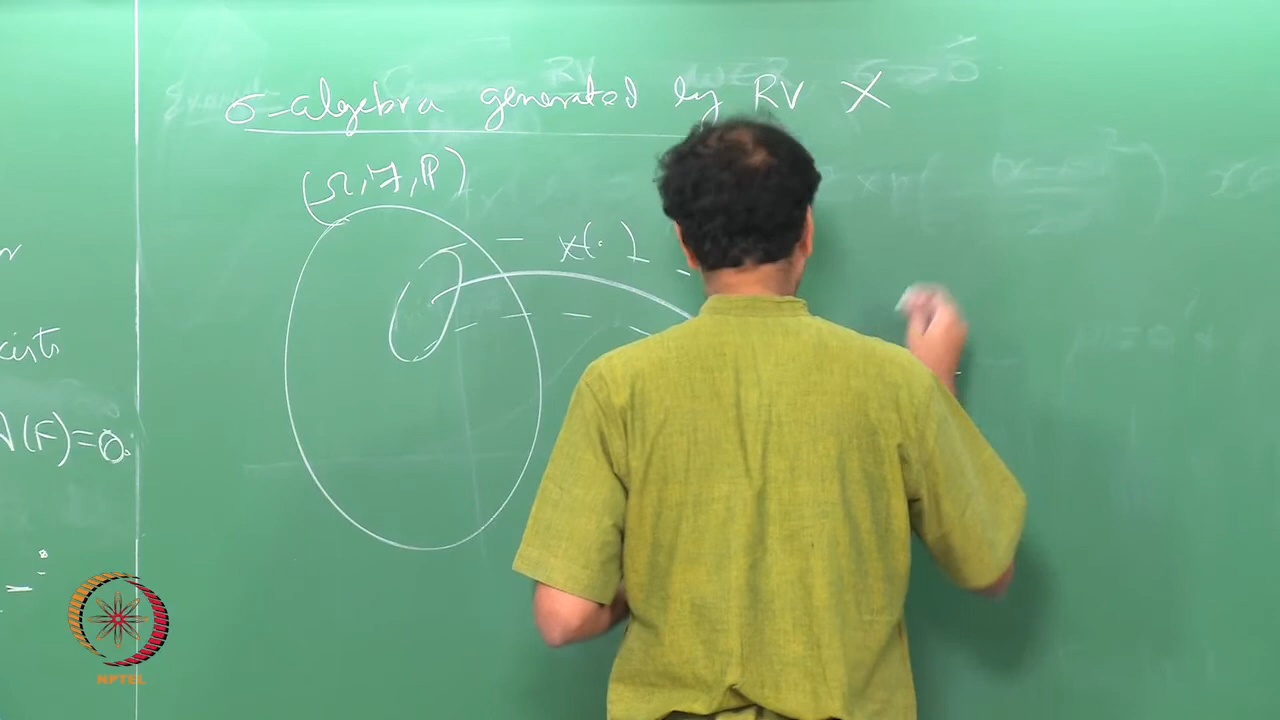 σ-algebra generated by RV X
(Ω, ℱ, ℙ)
X(·)
(F)=0.
NPTEL